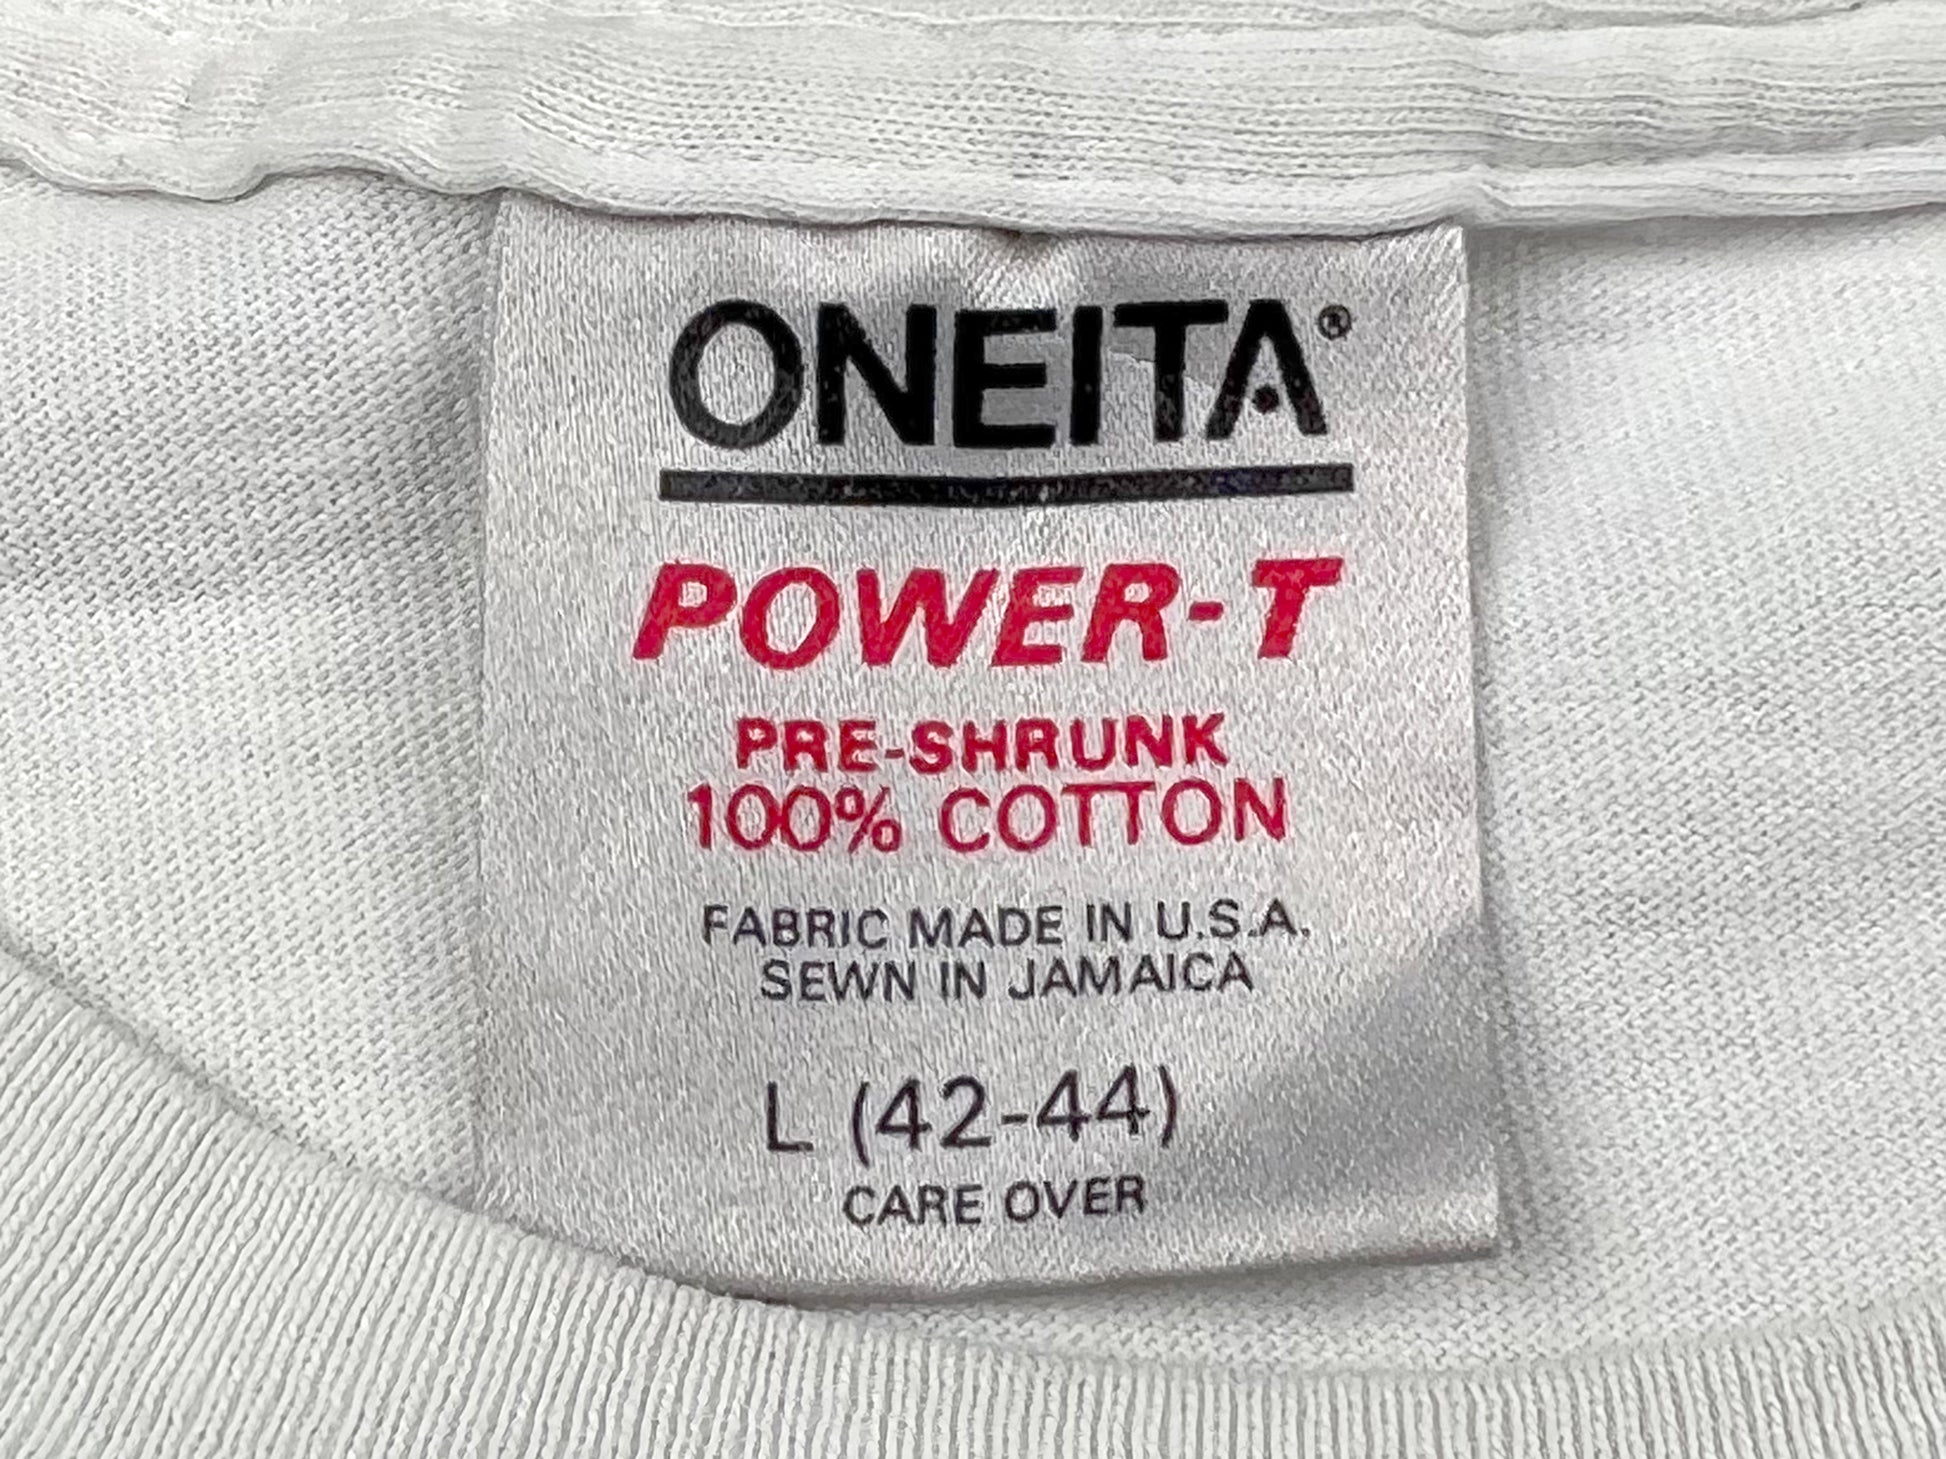 ONEITA®
POWER-T
PRE-SHRUNK
100% COTTON
FABRIC MADE IN U.S.A.
SEWN IN JAMAICA
L (42-44)
CARE OVER